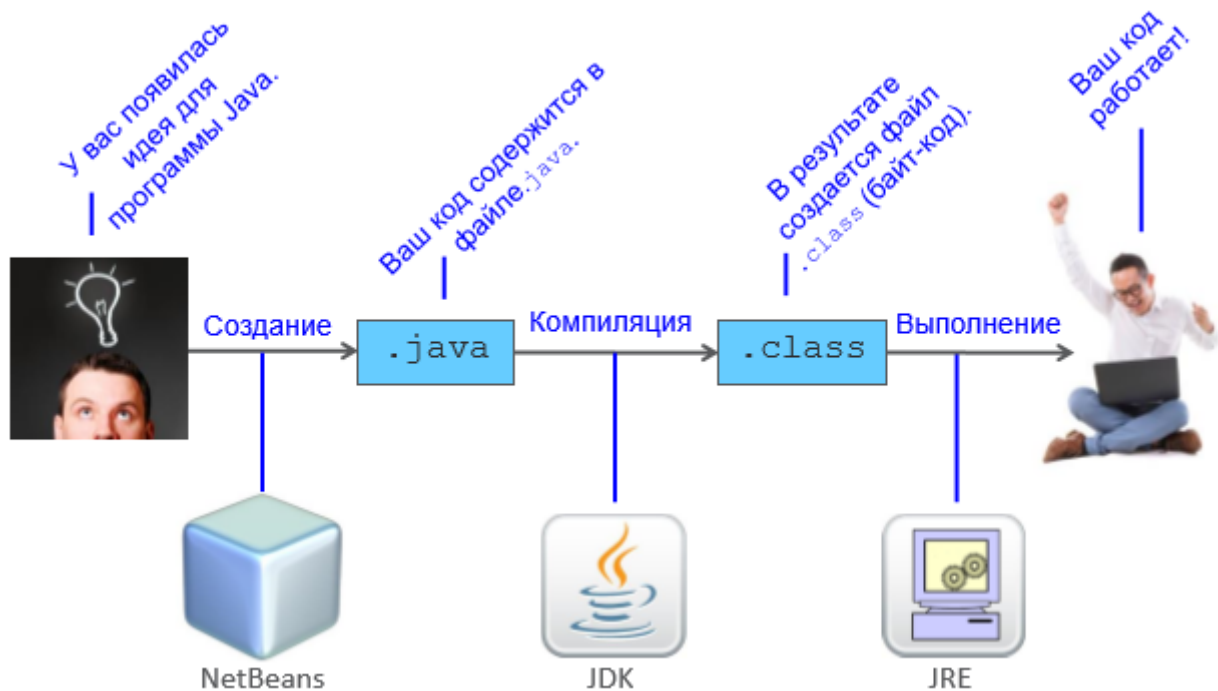 У вас появилась
идея для
программы Java.
Ваш код содержится в
файле.java.
В результате
создается файл
.class (байт-код).
Ваш код
работает!
Создание
.java
Компиляция
.class
Выполнение
NetBeans
JDK
JRE